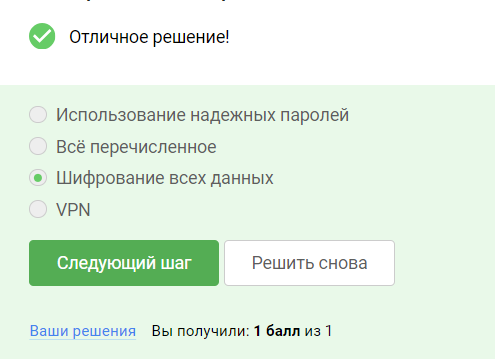 Отличное решение!
Использование надежных паролей
Всё перечисленное
Шифрование всех данных
VPN
Следующий шаг Решить снова
Ваши решения Вы получили: 1 балл из 1